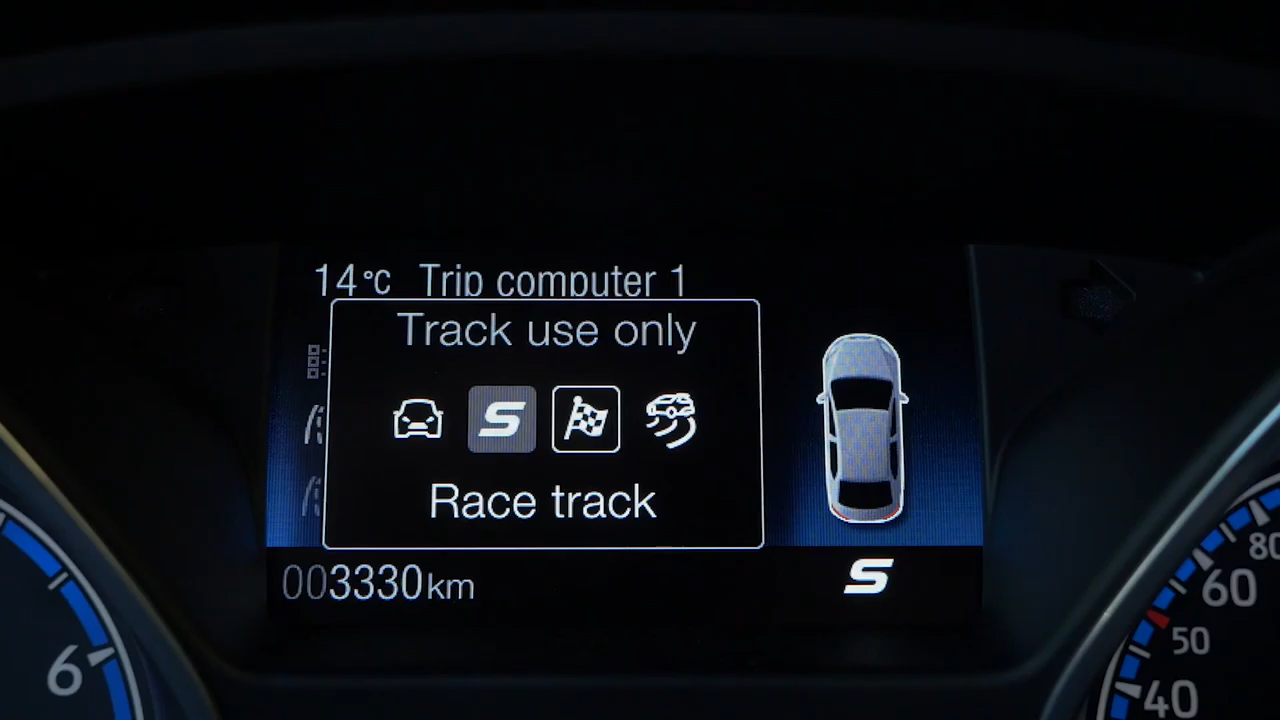 14°C Trip computer 1
Track use only
S
Race track
003330km
S
6
80
60
50
40